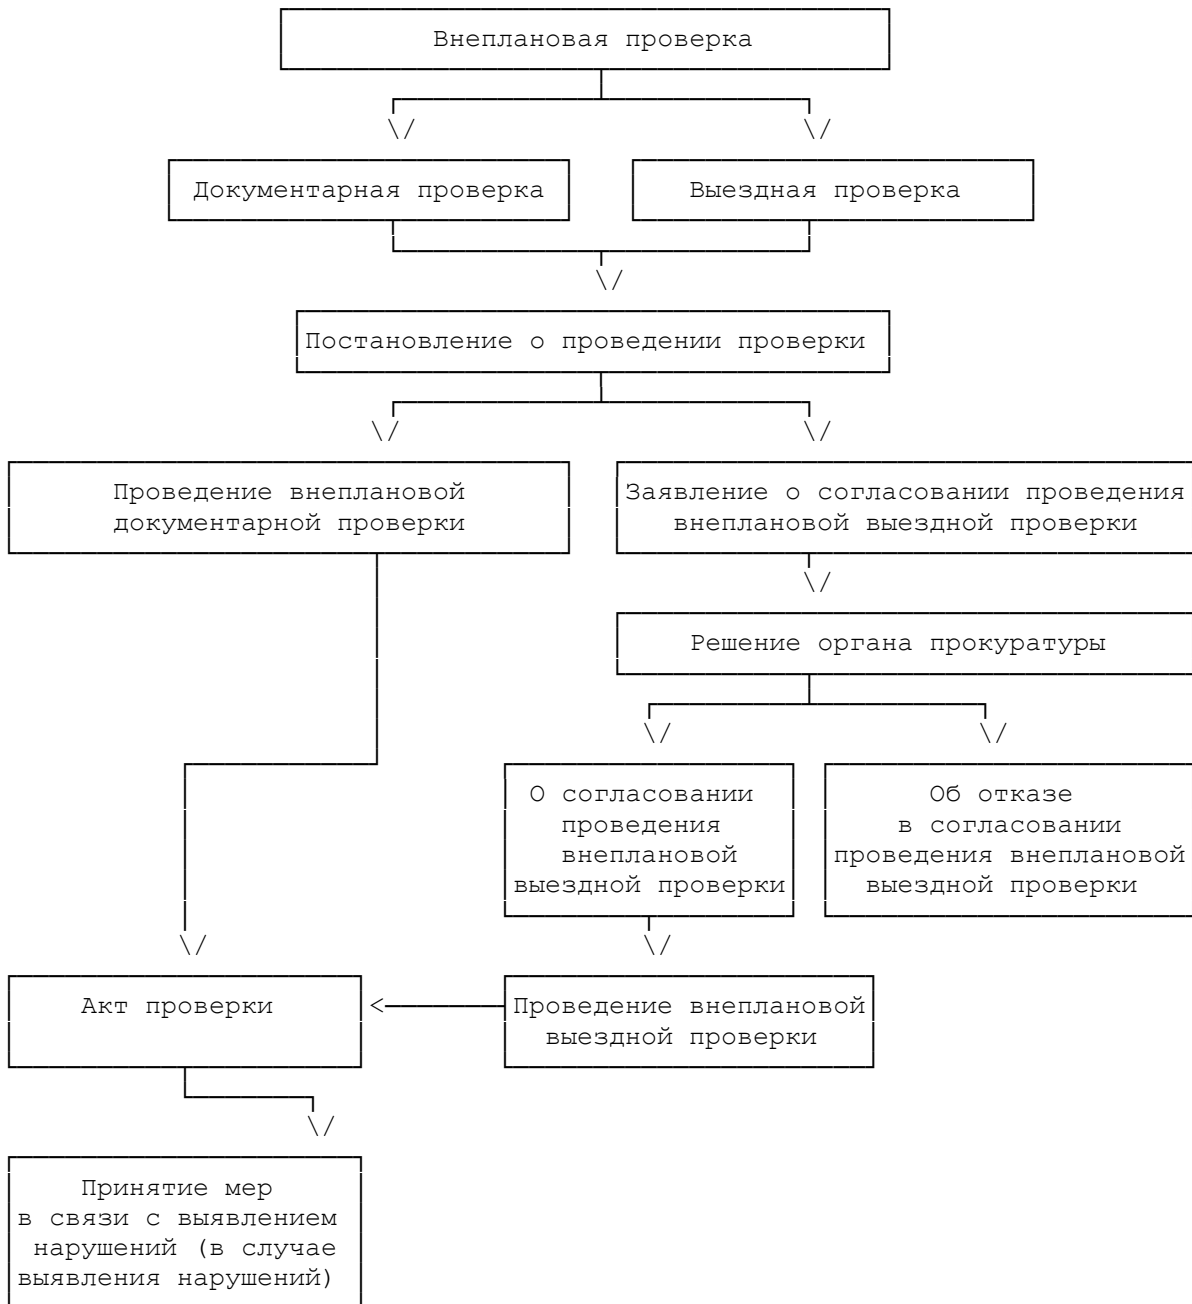 Внеплановая проверка
Документарная проверка
Выездная проверка
Постановление о проведении проверки
Проведение внеплановой
документарной проверки
Заявление о согласовании проведения
внеплановой выездной проверки
Решение органа прокуратуры
О согласовании
проведения
внеплановой
выездной проверки
Об отказе
в согласовании
проведения внеплановой
выездной проверки
Акт проверки
Проведение внеплановой
выездной проверки
Принятие мер
в связи с выявлением
нарушений (в случае
выявления нарушений)